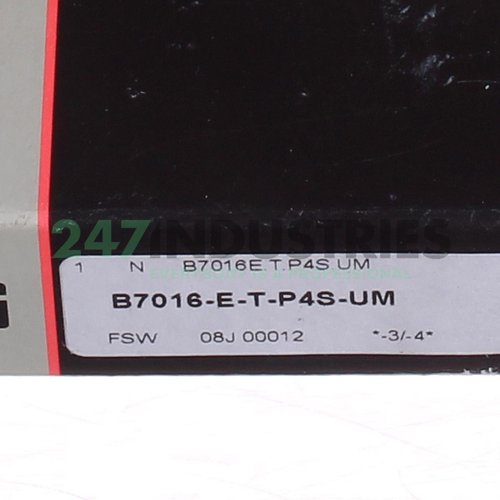 247INDUSTRIES
1 N B7016E.T.P4S.UM
B7016-E-T-P4S-UM
FSW 08J 00012 *-3/-4*
G